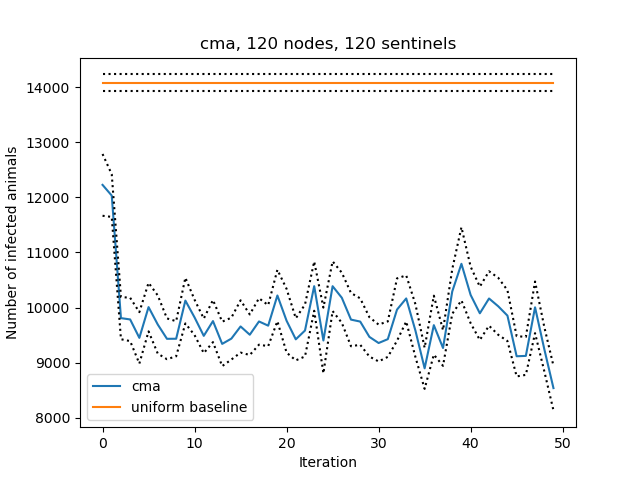 cma, 120 nodes, 120 sentinels
Number of infected animals
14000
13000
12000
11000
10000
9000
8000
cma
uniform baseline
0 10 20 30 40 50
Iteration